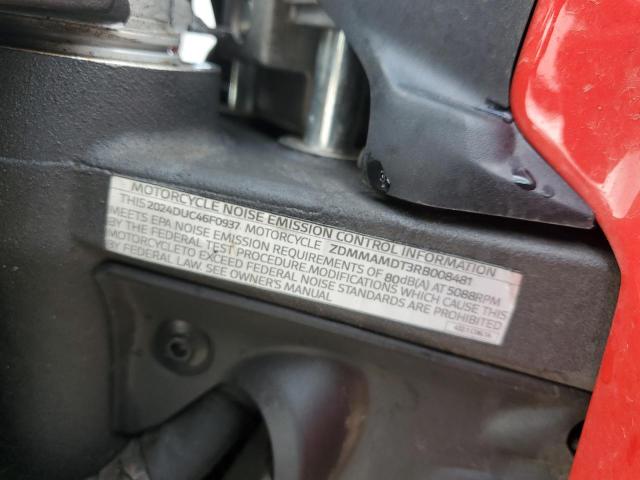 MOTORCYCLE NOISE EMISSION CONTROL INFORMATION
THIS 2024DUC46F0937 MOTORCYCLE ZDMMAMDT3RB008481
MEETS EPM NOISE EMISSION REQUIREMENTS OF 80dB(A) AT 5088RPM
BY THE FEDERAL TEST PROCEDURE.MODIFICATIONS WHICH CAUSE THIS
MOTORCYCLE TO EXCEED FEDERAL NOISE STANDARDS ARE PROHIBITED
BY FEDERAL LAW. SEE OWNER'S MANUAL